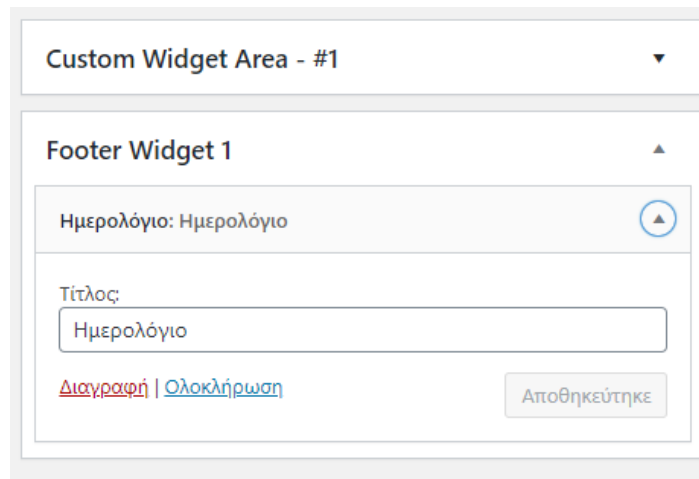 Custom Widget Area - #1
Footer Widget 1
Ημερολόγιο: Ημερολόγιο
Τίτλος:
Ημερολόγιο
Διαγραφή | Ολοκλήρωση
Αποθηκεύτηκε